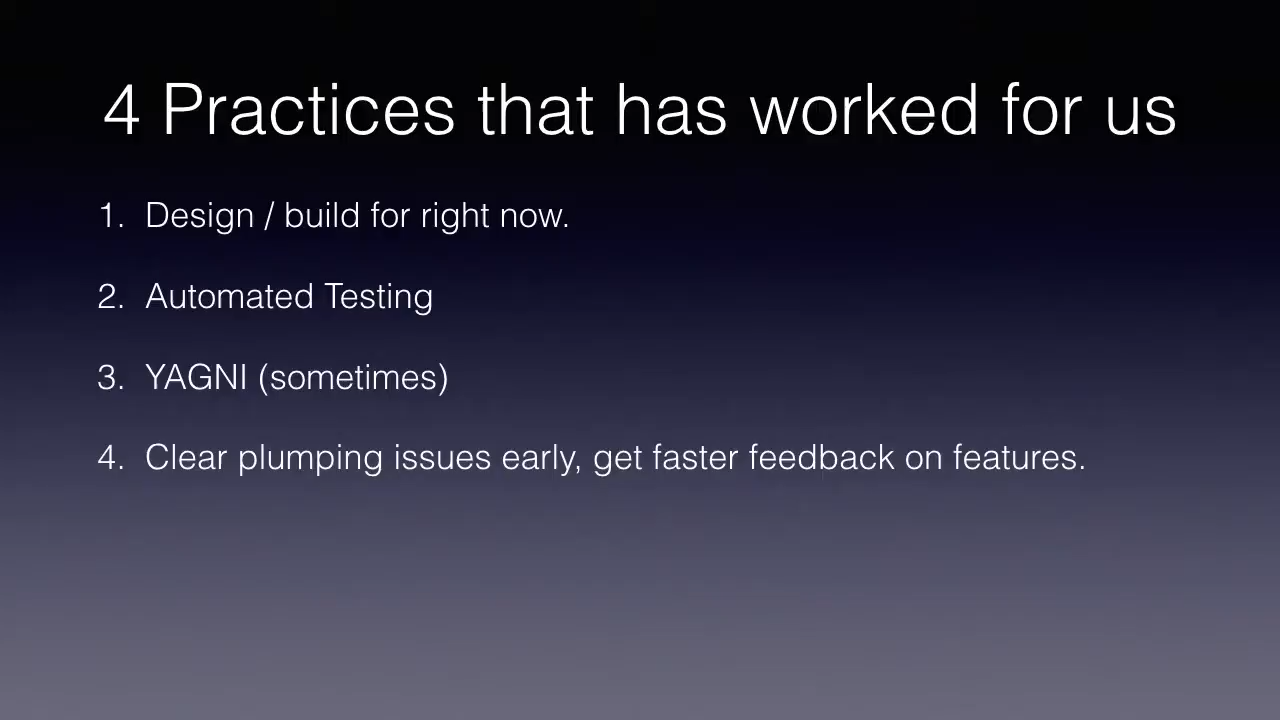 4 Practices that has worked for us
1. Design / build for right now.
2. Automated Testing
3. YAGNI (sometimes)
4. Clear plumping issues early, get faster feedback on features.